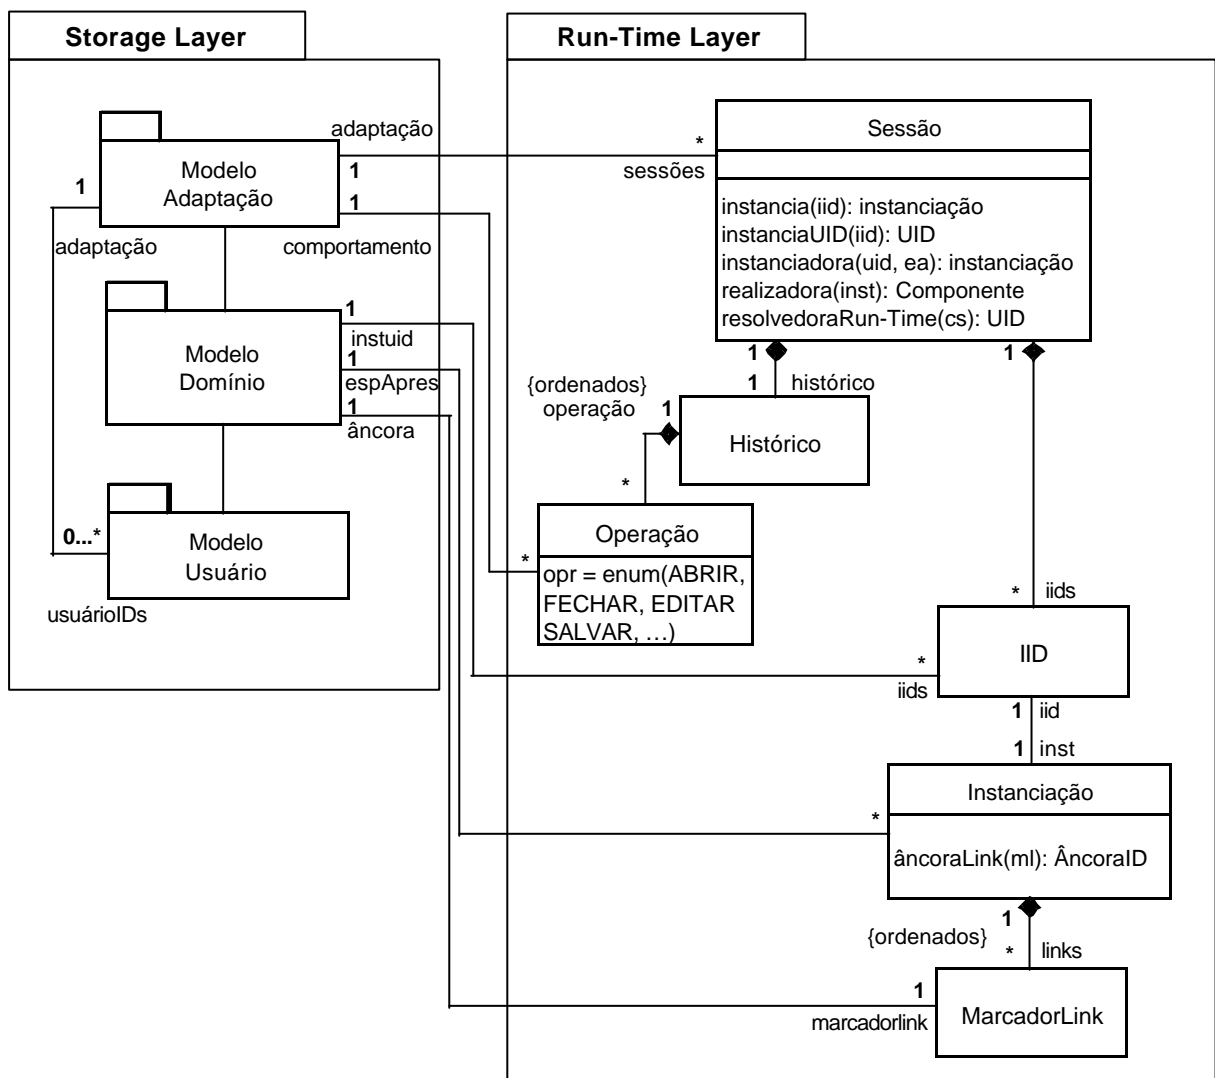 Storage Layer
Run-Time Layer
adaptação
*
Sessão
sessões
Modelo
Adaptação
1
1
1
adaptação
comportamento
instancia(iid): instanciação
instanciaUID(iid): UID
instanciadora(uid, ea): instanciação
realizadora(inst): Componente
resolvedoraRun-Time(cs): UID
1
instuid
Modelo
Domínio
1
espApres
1
âncora
1
1
1
histórico
{ordenados}
operação
1
Histórico
*
0...*
Modelo
Usuário
usuárioIDs
Operação
*
opr = enum(ABRIR,
FECHAR, EDITAR
SALVAR, …)
*
iids
IID
*
iids
1
iid
1
inst
Instanciação
*
âncoraLink(ml): ÂncoraID
1
{ordenados}
*
links
1
marcadorlink
MarcadorLink